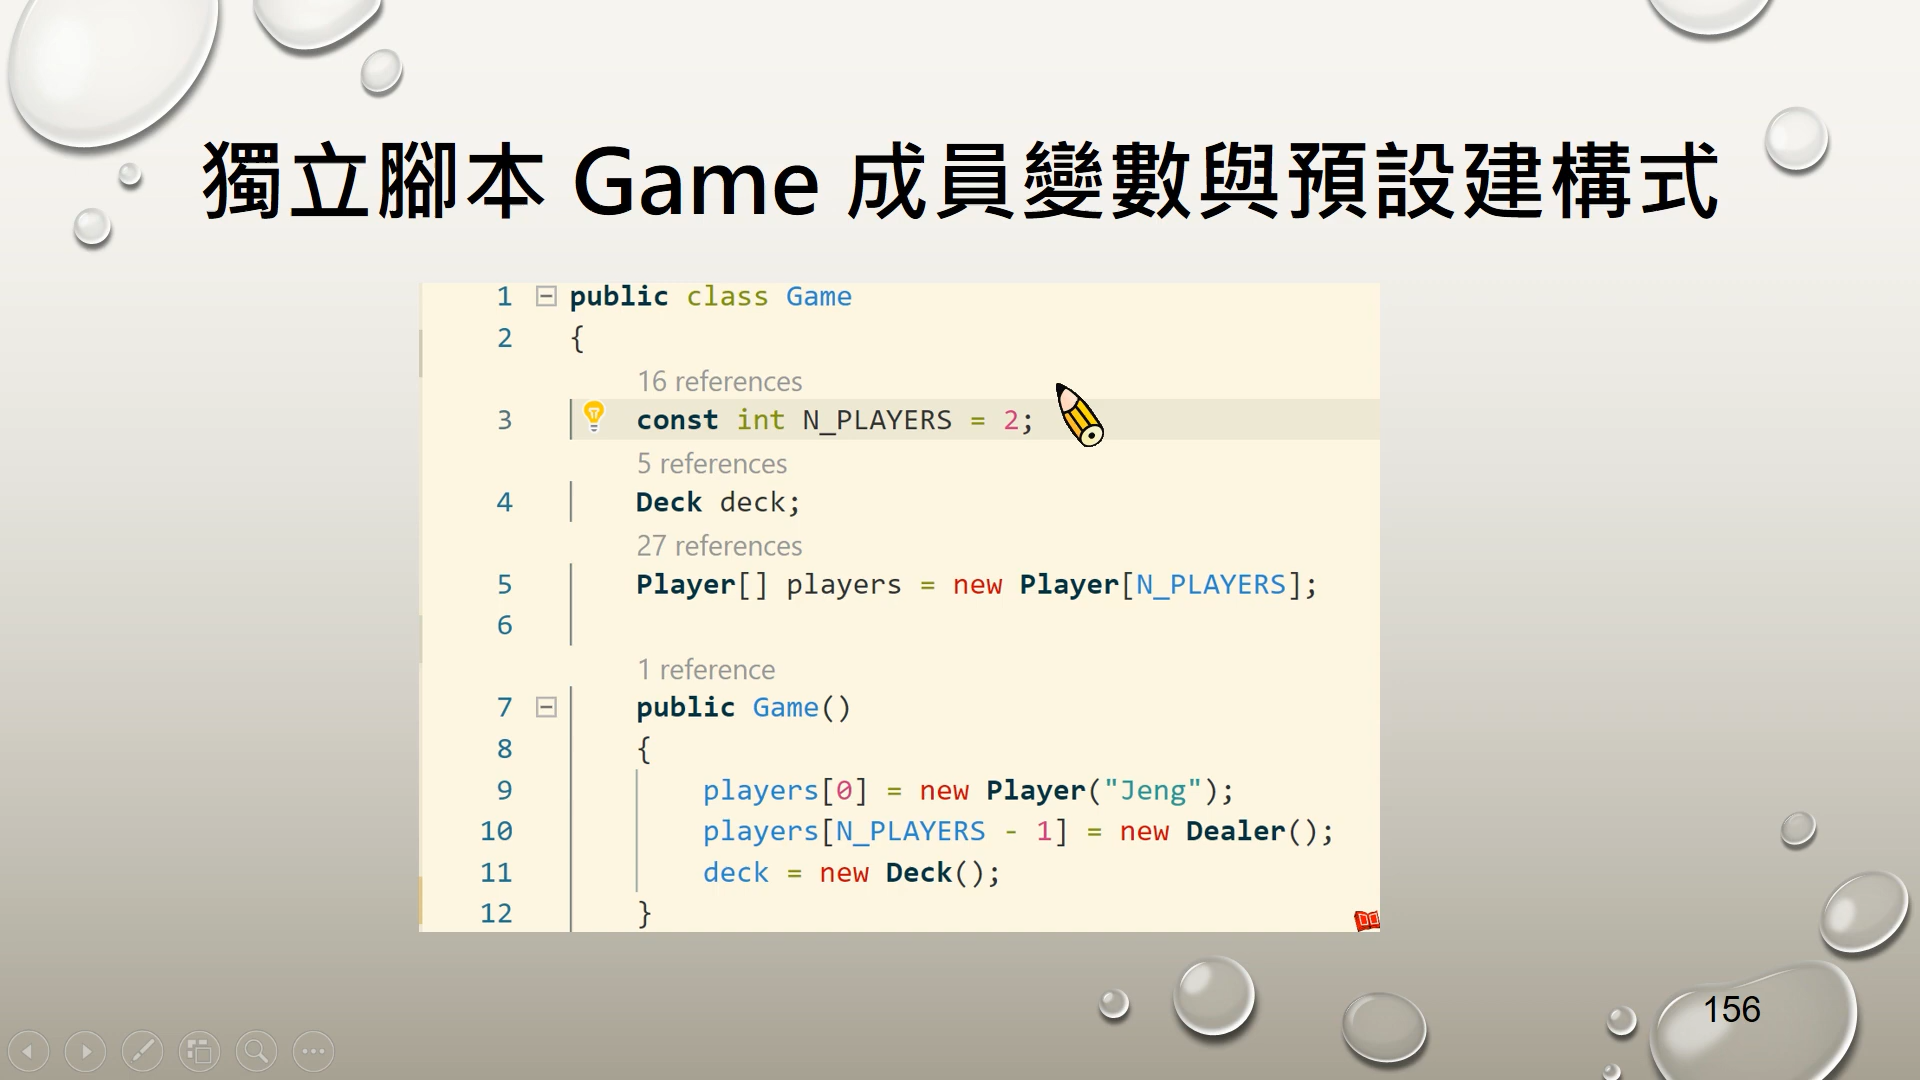 獨立腳本 Game 成員變數與預設建構式
1 public class Game
2 {
16 references
3 const int N_PLAYERS = 2;
5 references
4 Deck deck;
27 references
5 Player[] players = new Player[N_PLAYERS];
6
1 reference
7 public Game()
8 {
9 players[0] = new Player("Jeng");
10 players[N_PLAYERS - 1] = new Dealer();
11 deck = new Deck();
12 }
156